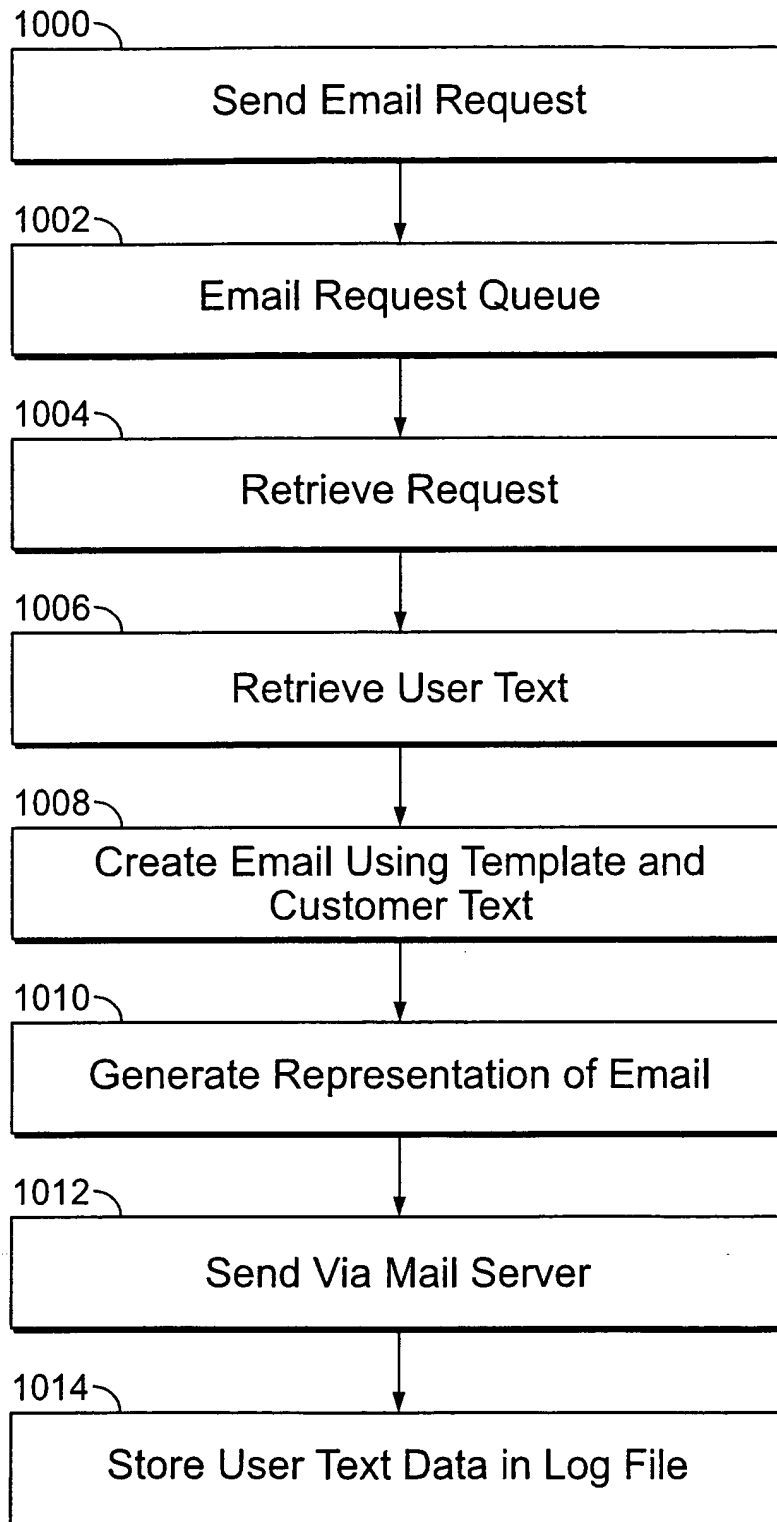 1000
Send Email Request
1002
Email Request Queue
1004
Retrieve Request
1006
Retrieve User Text
1008
Create Email Using Template and
Customer Text
1010
Generate Representation of Email
1012
Send Via Mail Server
1014
Store User Text Data in Log File